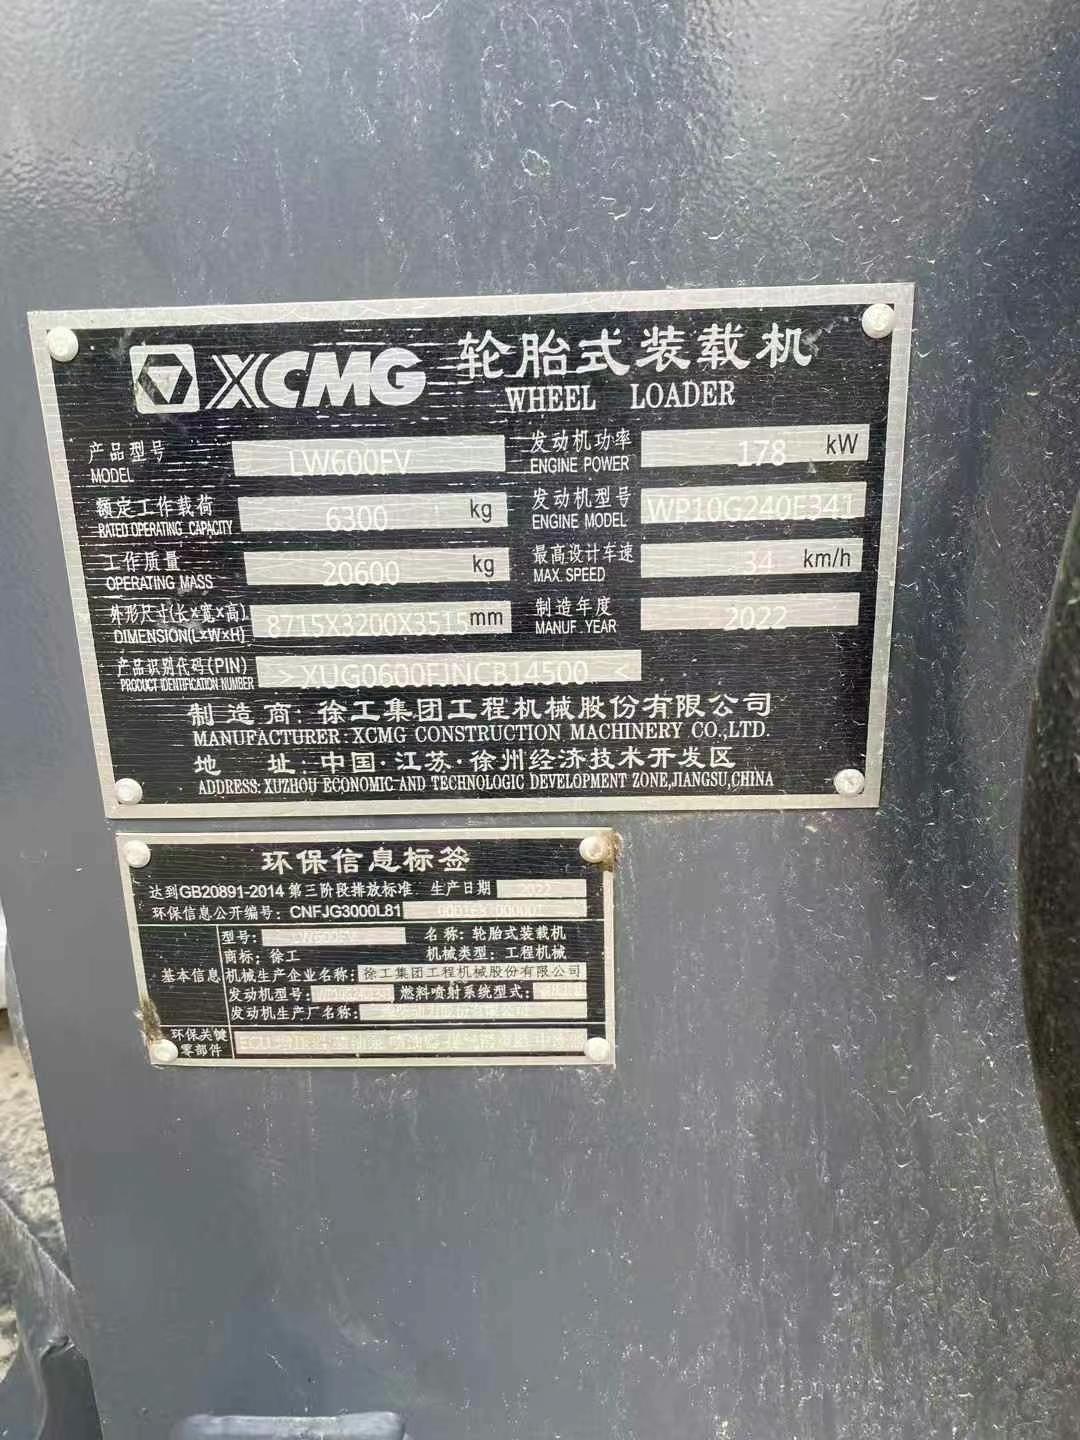 XCMG 轮胎式装载机
WHEEL LOADER
产品型号 LW600FV 发动机功率 178 kW
MODEL ENGINE POWER
额定工作载荷 6300 kg 发动机型号 WP10G240E341
RATED OPERATING CAPACITY ENGINE MODEL
工作质量 20600 kg 最高设计车速 34 km/h
OPERATING MASS MAX. SPEED
外形尺寸(长×宽×高) 8715X3200X3515 mm 制造年度 2022
DIMENSION(L×W×H) MANUF. YEAR
产品识别代码(PIN) >XUG0600FJNCB14500<
PRODUCT IDENTIFICATION NUMBER
制造商:徐工集团工程机械股份有限公司
MANUFACTURER:XCMG CONSTRUCTION MACHINERY CO.,LTD.
地 址:中国·江苏·徐州经济技术开发区
ADDRESS:XUZHOU ECONOMIC AND TECHNOLOGIC DEVELOPMENT ZONE,JIANGSU,CHINA
环保信息标签
达到GB20891-2014 第三阶段排放标准 生产日期 2022
环保信息公开编号:CNFJG3000L81
型号: 名称:轮胎式装载机
商标:徐工 机械类型:工程机械
基本信息 机械生产企业名称:徐工集团工程机械股份有限公司
发动机型号: 燃料喷射系统型式:
发动机生产厂名称:
环保关键
零部件